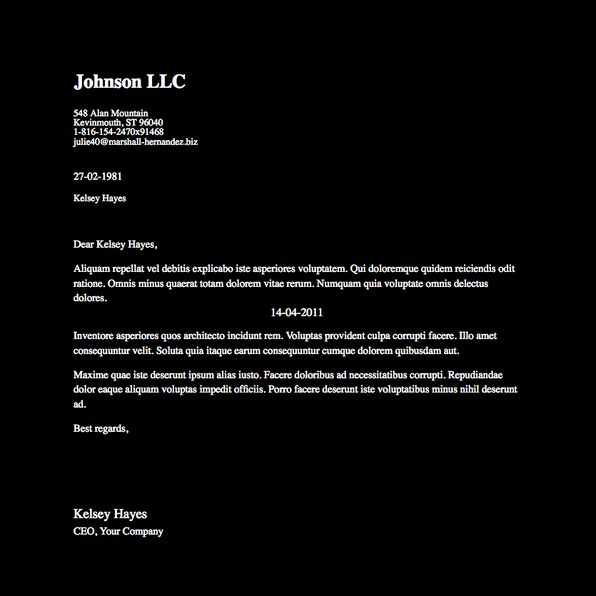 Johnson LLC
548 Alan Mountain
Kevinmouth, ST 96040
1-816-154-2470x91468
julie40@marshall-hernandez.biz
27-02-1981
Kelsey Hayes
Dear Kelsey Hayes,
Aliquam repellat vel debitis explicabo iste asperiores voluptatem. Qui doloremque quidem reiciendis odit
ratione. Omnis minus quaerat totam dolorem vitae rerum. Numquam quia voluptate omnis delectus
dolores.
14-04-2011
Inventore asperiores quos architecto incidunt rem. Voluptas provident culpa corrupti facere. Illo amet
consequuntur velit. Soluta quia itaque earum consequuntur cumque dolorem quibusdam aut.
Maxime quae iste deserunt ipsum alias iusto. Facere doloribus ad necessitatibus corrupti. Repudiandae
dolor eaque aliquam voluptas impedit officiis. Porro facere deserunt iste voluptatibus minus nihil deserunt
ad.
Best regards,
Kelsey Hayes
CEO, Your Company